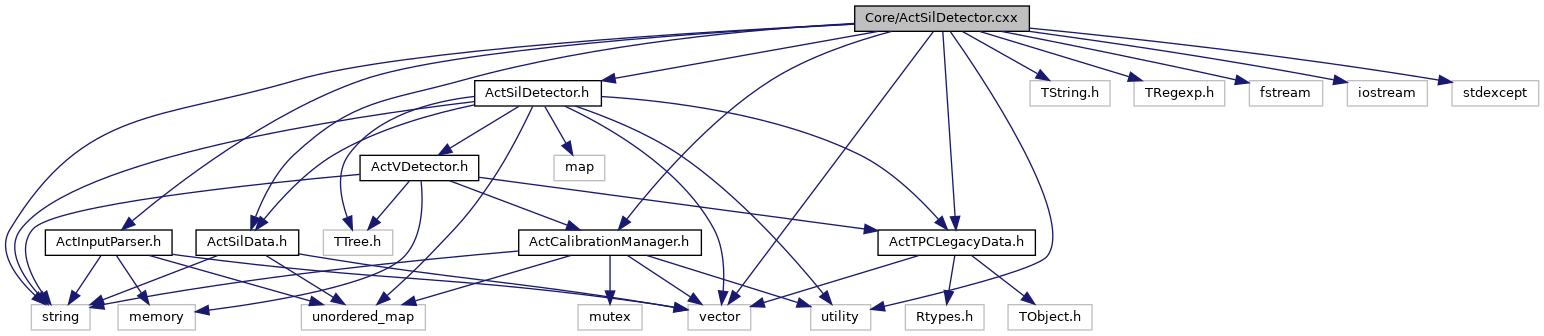 Core/ActSilDetector.cxx
ActSilDetector.h
TString.h
TRegexp.h
fstream
iostream
stdexcept
ActVDetector.h
map
ActInputParser.h
ActSilData.h
TTree.h
ActCalibrationManager.h
ActTPCLegacyData.h
string
memory
unordered_map
mutex
vector
utility
Rtypes.h
TObject.h